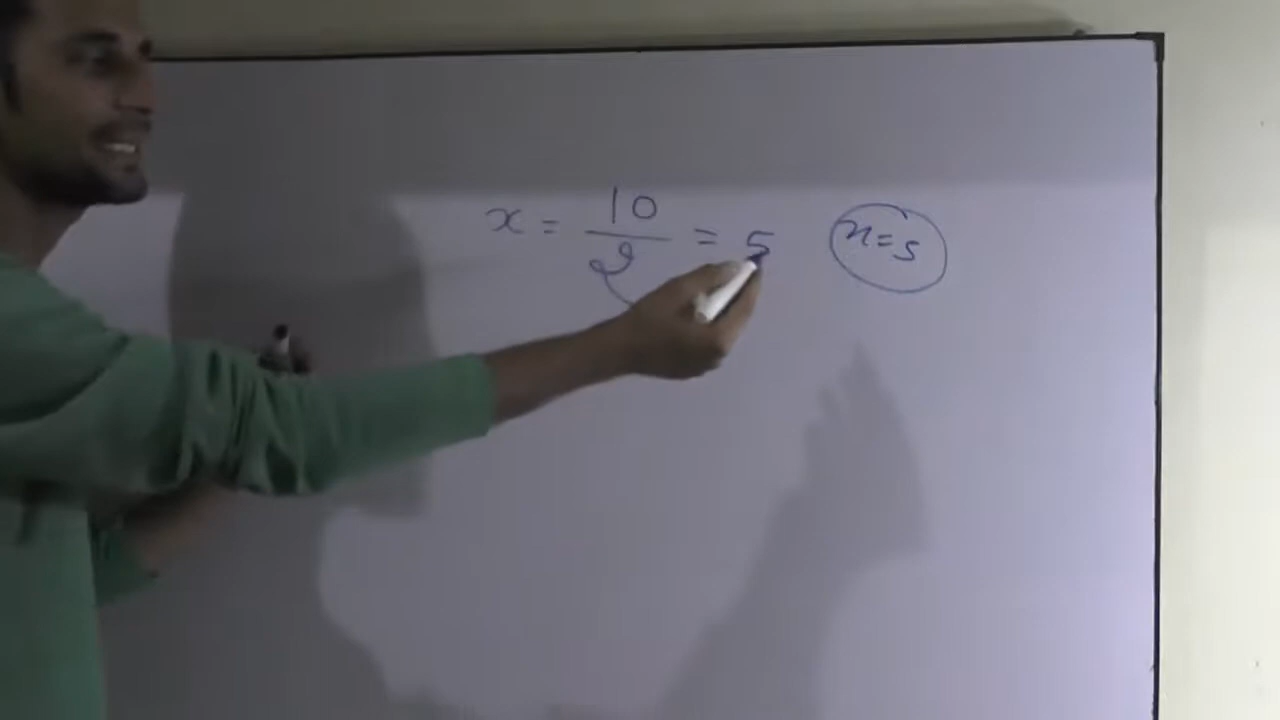 x = 10/2 = 5 x=5